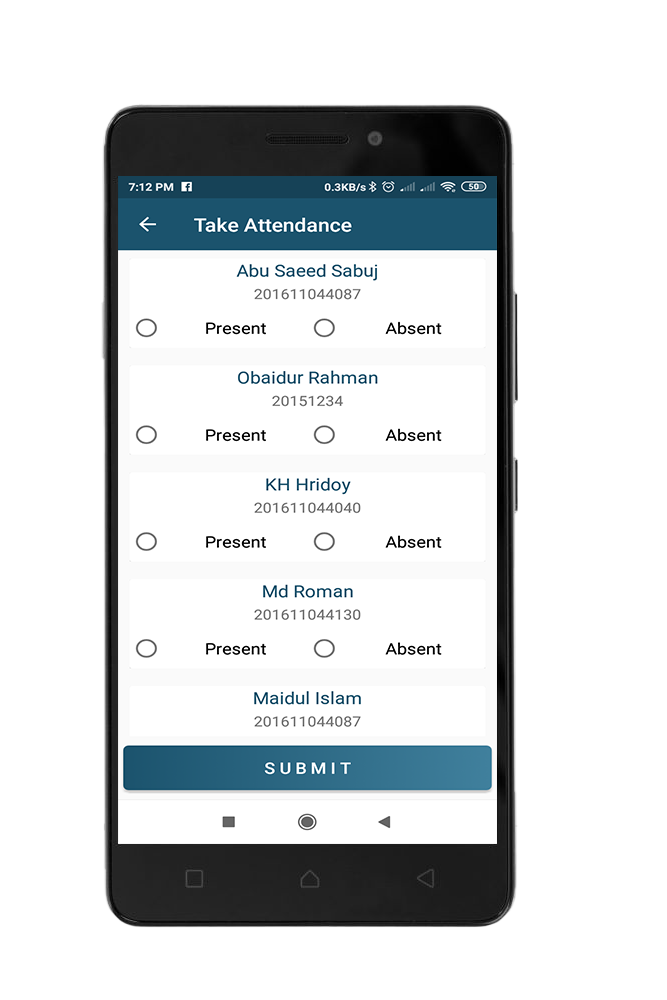 7:12 PM 0.3KB/s 50
Take Attendance
Abu Saeed Sabuj
201611044087
Present Absent
Obaidur Rahman
20151234
Present Absent
KH Hridoy
201611044040
Present Absent
Md Roman
201611044130
Present Absent
Maidul Islam
201611044087
SUBMIT